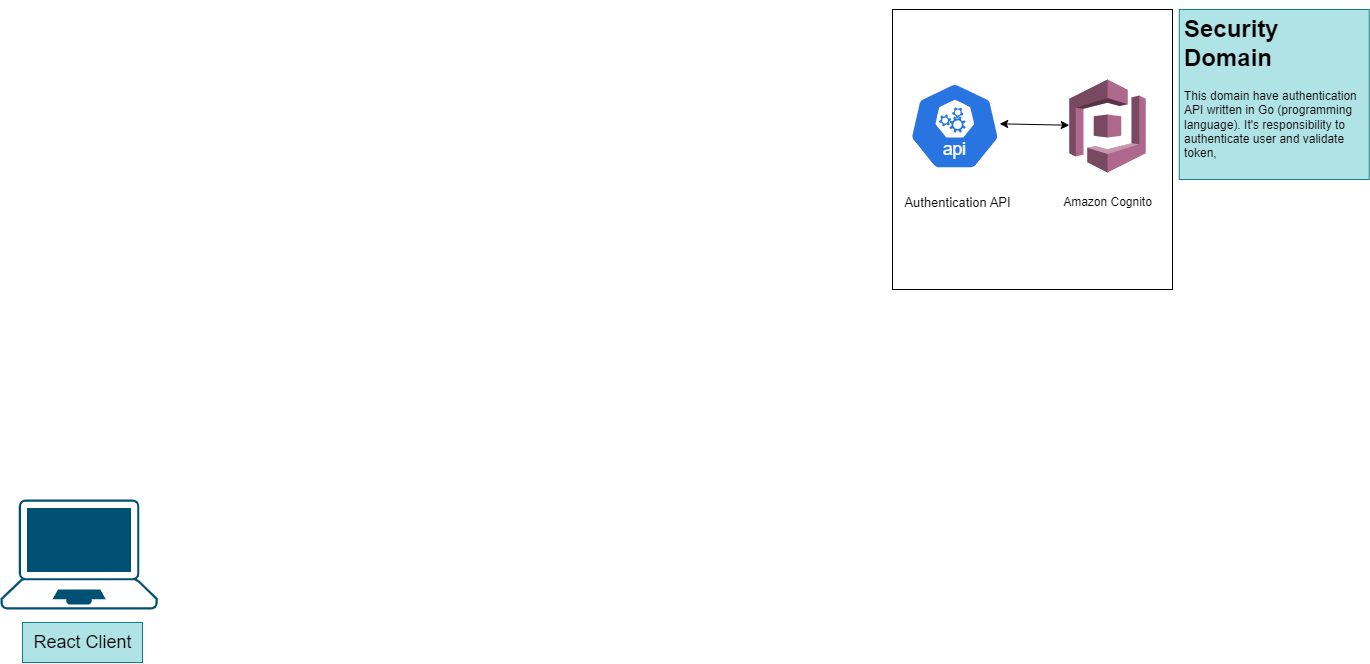 Security
Domain
This domain have authentication
API written in Go (programming
language). It's responsibility to
authenticate user and validate
token,
api
Authentication API
Amazon Cognito
React Client